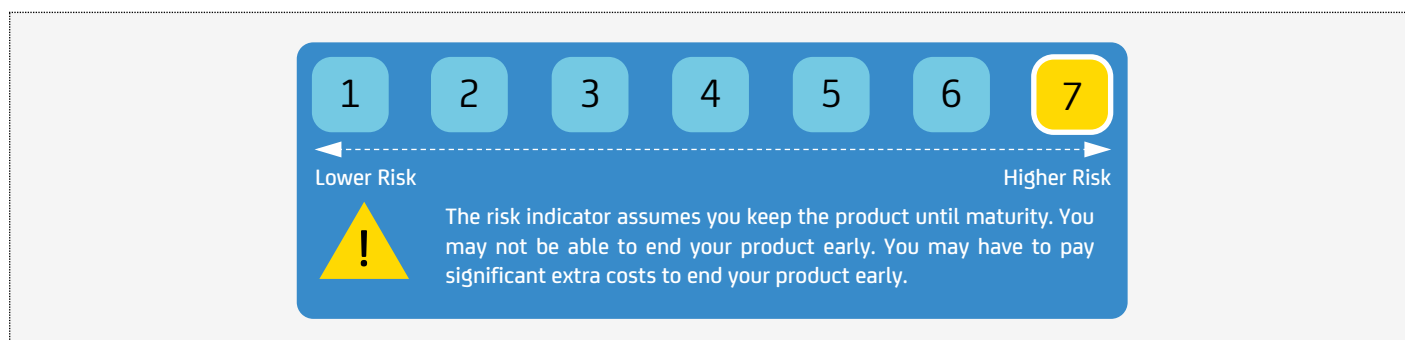 1 2 3 4 5 6 7
Lower Risk Higher Risk
!
The risk indicator assumes you keep the product until maturity. You
may not be able to end your product early. You may have to pay
significant extra costs to end your product early.